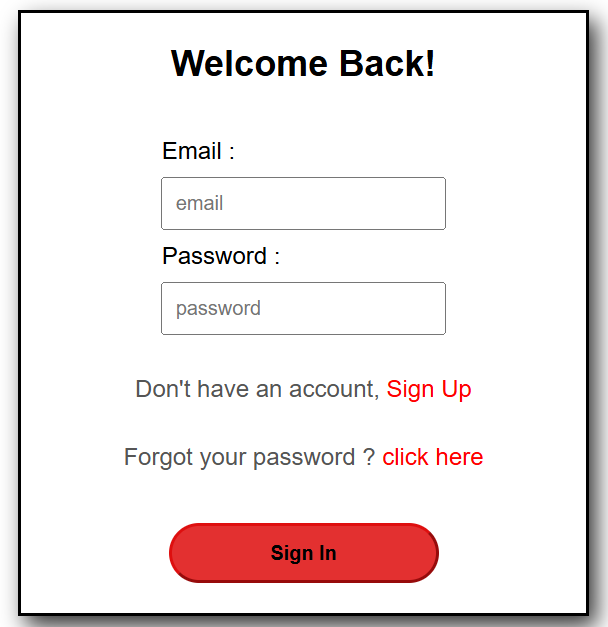 Welcome Back!
Email :
email
Password :
password
Don't have an account, Sign Up
Forgot your password ? click here
Sign In